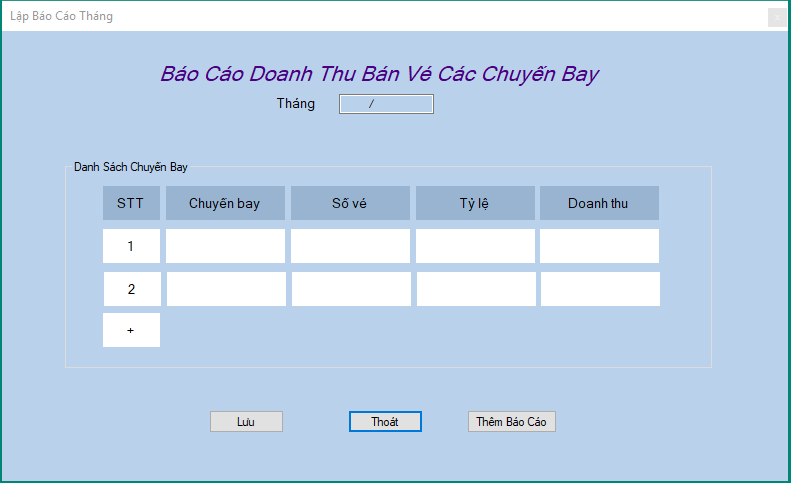 Lập Báo Cáo Tháng
x
Báo Cáo Doanh Thu Bán Vé Các Chuyến Bay
Tháng /
Danh Sách Chuyến Bay
STT Chuyến bay Số vé Tỷ lệ Doanh thu
1
2
+
Lưu Thoát Thêm Báo Cáo